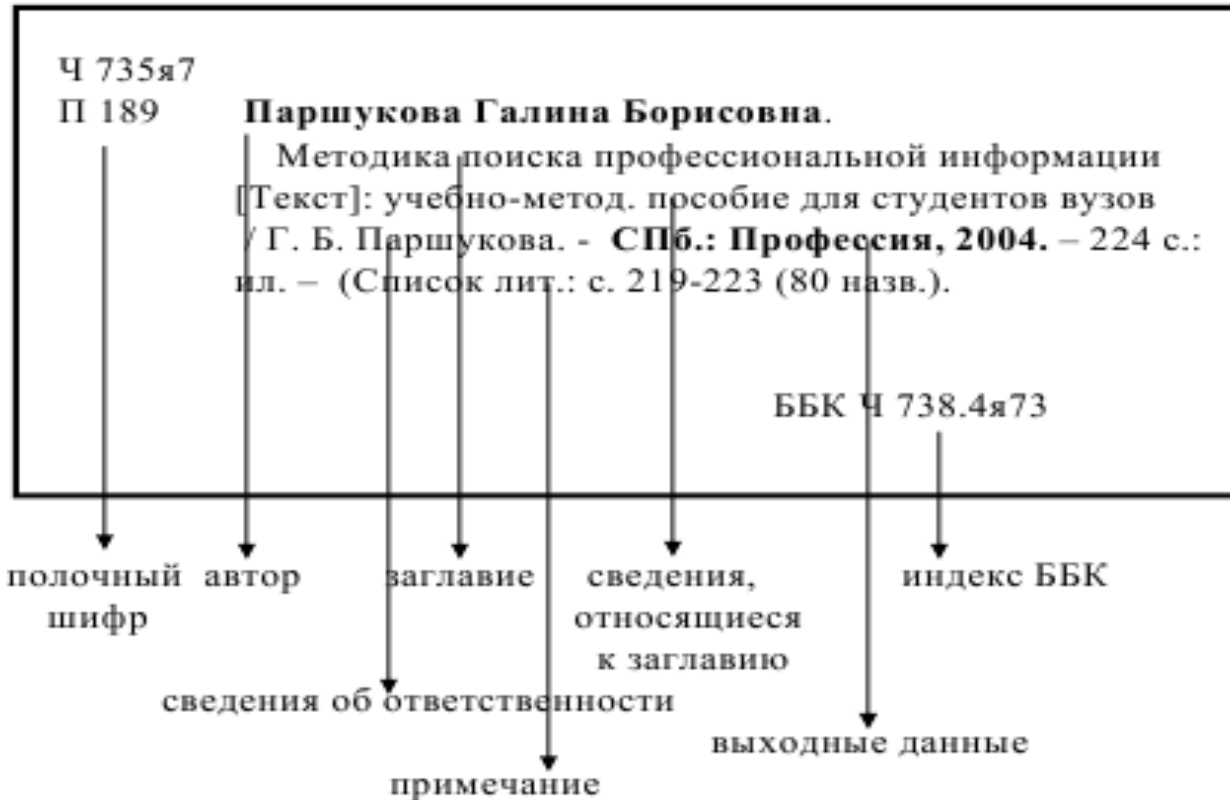 Ч 735я7
П 189 Паршукова Галина Борисовна.
Методика поиска профессиональной информации
[Текст]: учебно-метод. пособие для студентов вузов
/ Г. Б. Паршукова. - СПб.: Профессия, 2004. – 224 с.:
ил. – (Список лит.: с. 219-223 (80 назв.).
ББК Ч 738.4я73
полочный автор заглавие сведения, индекс ББК
шифр относящиеся
к заглавию
сведения об ответственности
выходные данные
примечание